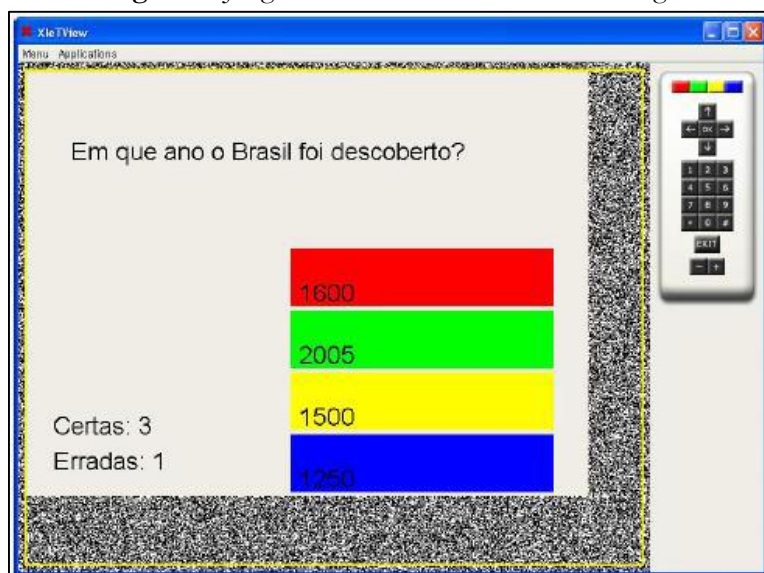 XleTView
Menu Applications
Em que ano o Brasil foi descoberto?
1600
2005
1500
1250
Certas: 3
Erradas: 1
OK
1 2 3
4 5 6
7 8 9
* 0 #
EXIT
- +